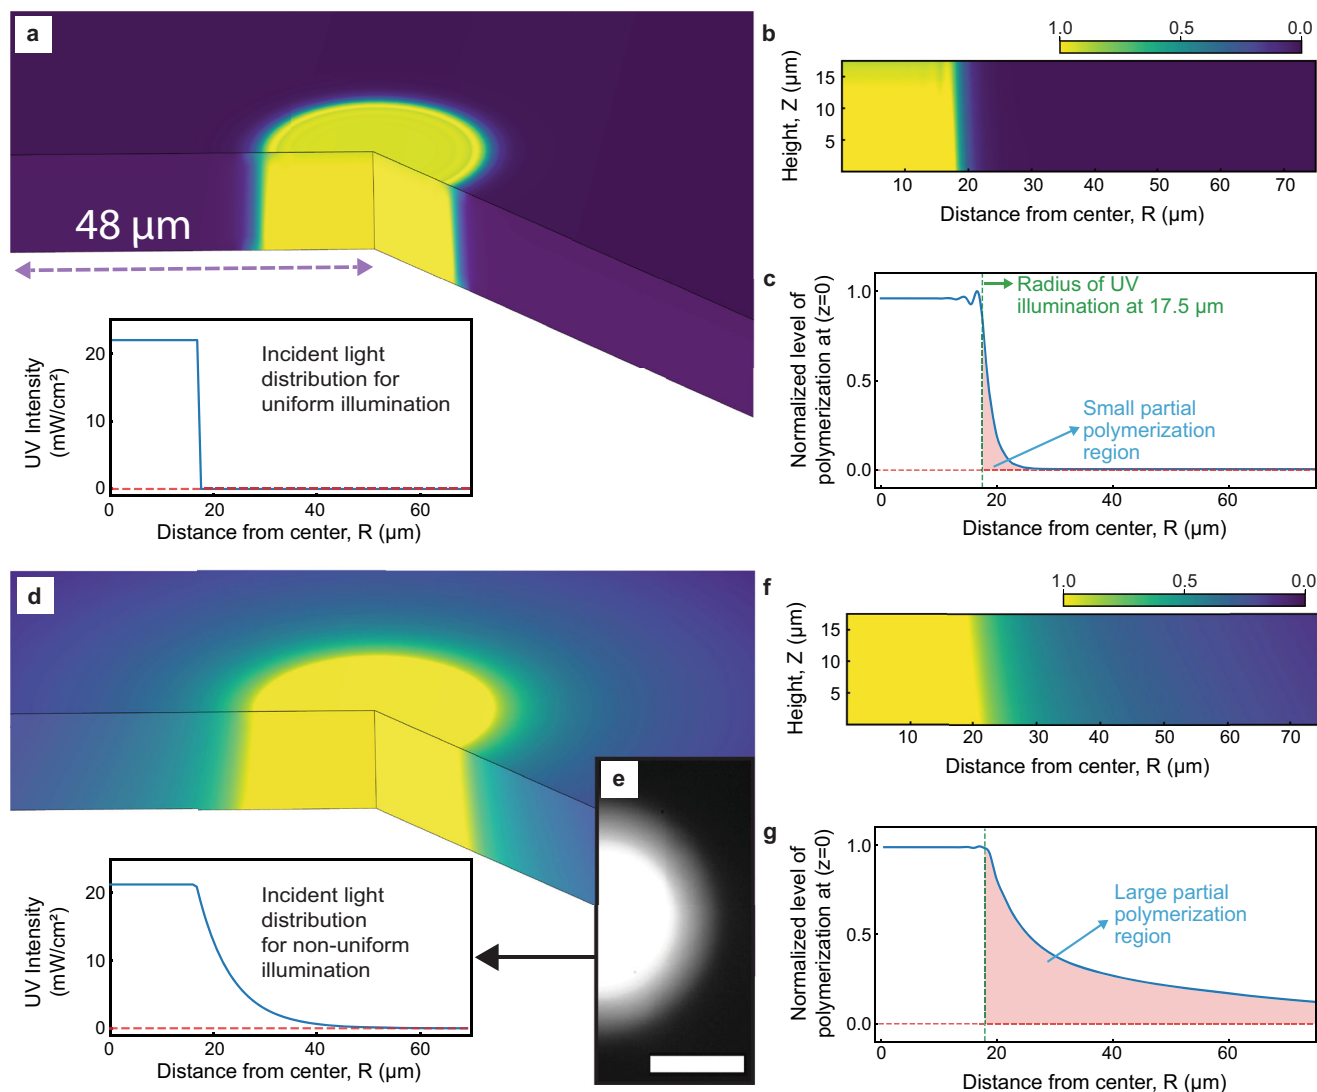 a
48 µm
UV Intensity
(mW/cm²)
20
10
0
Incident light
distribution for
uniform illumination
0
20
40
60
Distance from center, R (µm)
b
1.0
0.5
0.0
Height, Z (µm)
15
10
5
10
20
30
40
50
60
70
Distance from center, R (µm)
c
Normalized level of
polymerization at (z=0)
1.0
0.5
0.0
Radius of UV
illumination at 17.5 µm
Small partial
polymerization
region
0
20
40
60
Distance from center, R (µm)
d
UV Intensity
(mW/cm²)
20
10
0
Incident light
distribution
for non-uniform
illumination
0
20
40
60
Distance from center, R (µm)
e
f
1.0
0.5
0.0
Height, Z (µm)
15
10
5
10
20
30
40
50
60
70
Distance from center, R (µm)
g
Normalized level of
polymerization at (z=0)
1.0
0.5
0.0
Large partial
polymerization
region
0
20
40
60
Distance from center, R (µm)